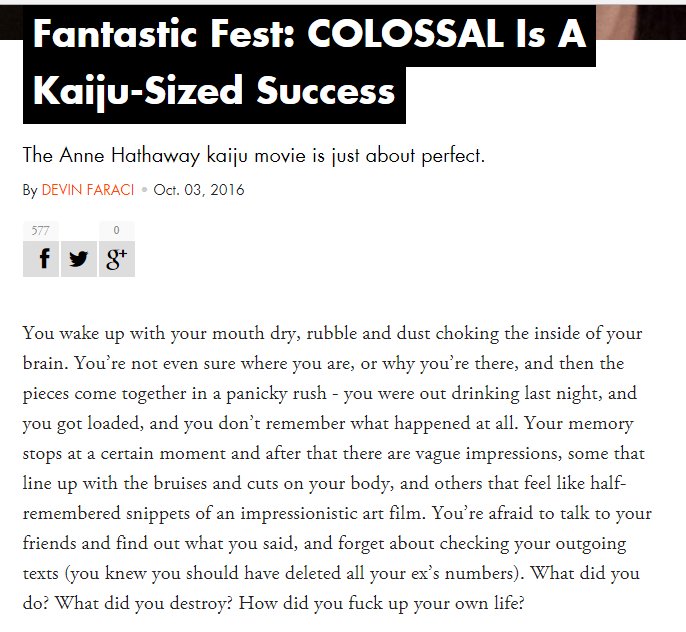 Fantastic Fest: COLOSSAL Is A
Kaiju-Sized Success
The Anne Hathaway kaiju movie is just about perfect.
By DEVIN FARACI • Oct. 03, 2016
577 0
f g+
You wake up with your mouth dry, rubble and dust choking the inside of your
brain. You’re not even sure where you are, or why you’re there, and then the
pieces come together in a panicky rush - you were out drinking last night, and
you got loaded, and you don’t remember what happened at all. Your memory
stops at a certain moment and after that there are vague impressions, some that
line up with the bruises and cuts on your body, and others that feel like half-
remembered snippets of an impressionistic art film. You’re afraid to talk to your
friends and find out what you said, and forget about checking your outgoing
texts (you knew you should have deleted all your ex’s numbers). What did you
do? What did you destroy? How did you fuck up your own life?